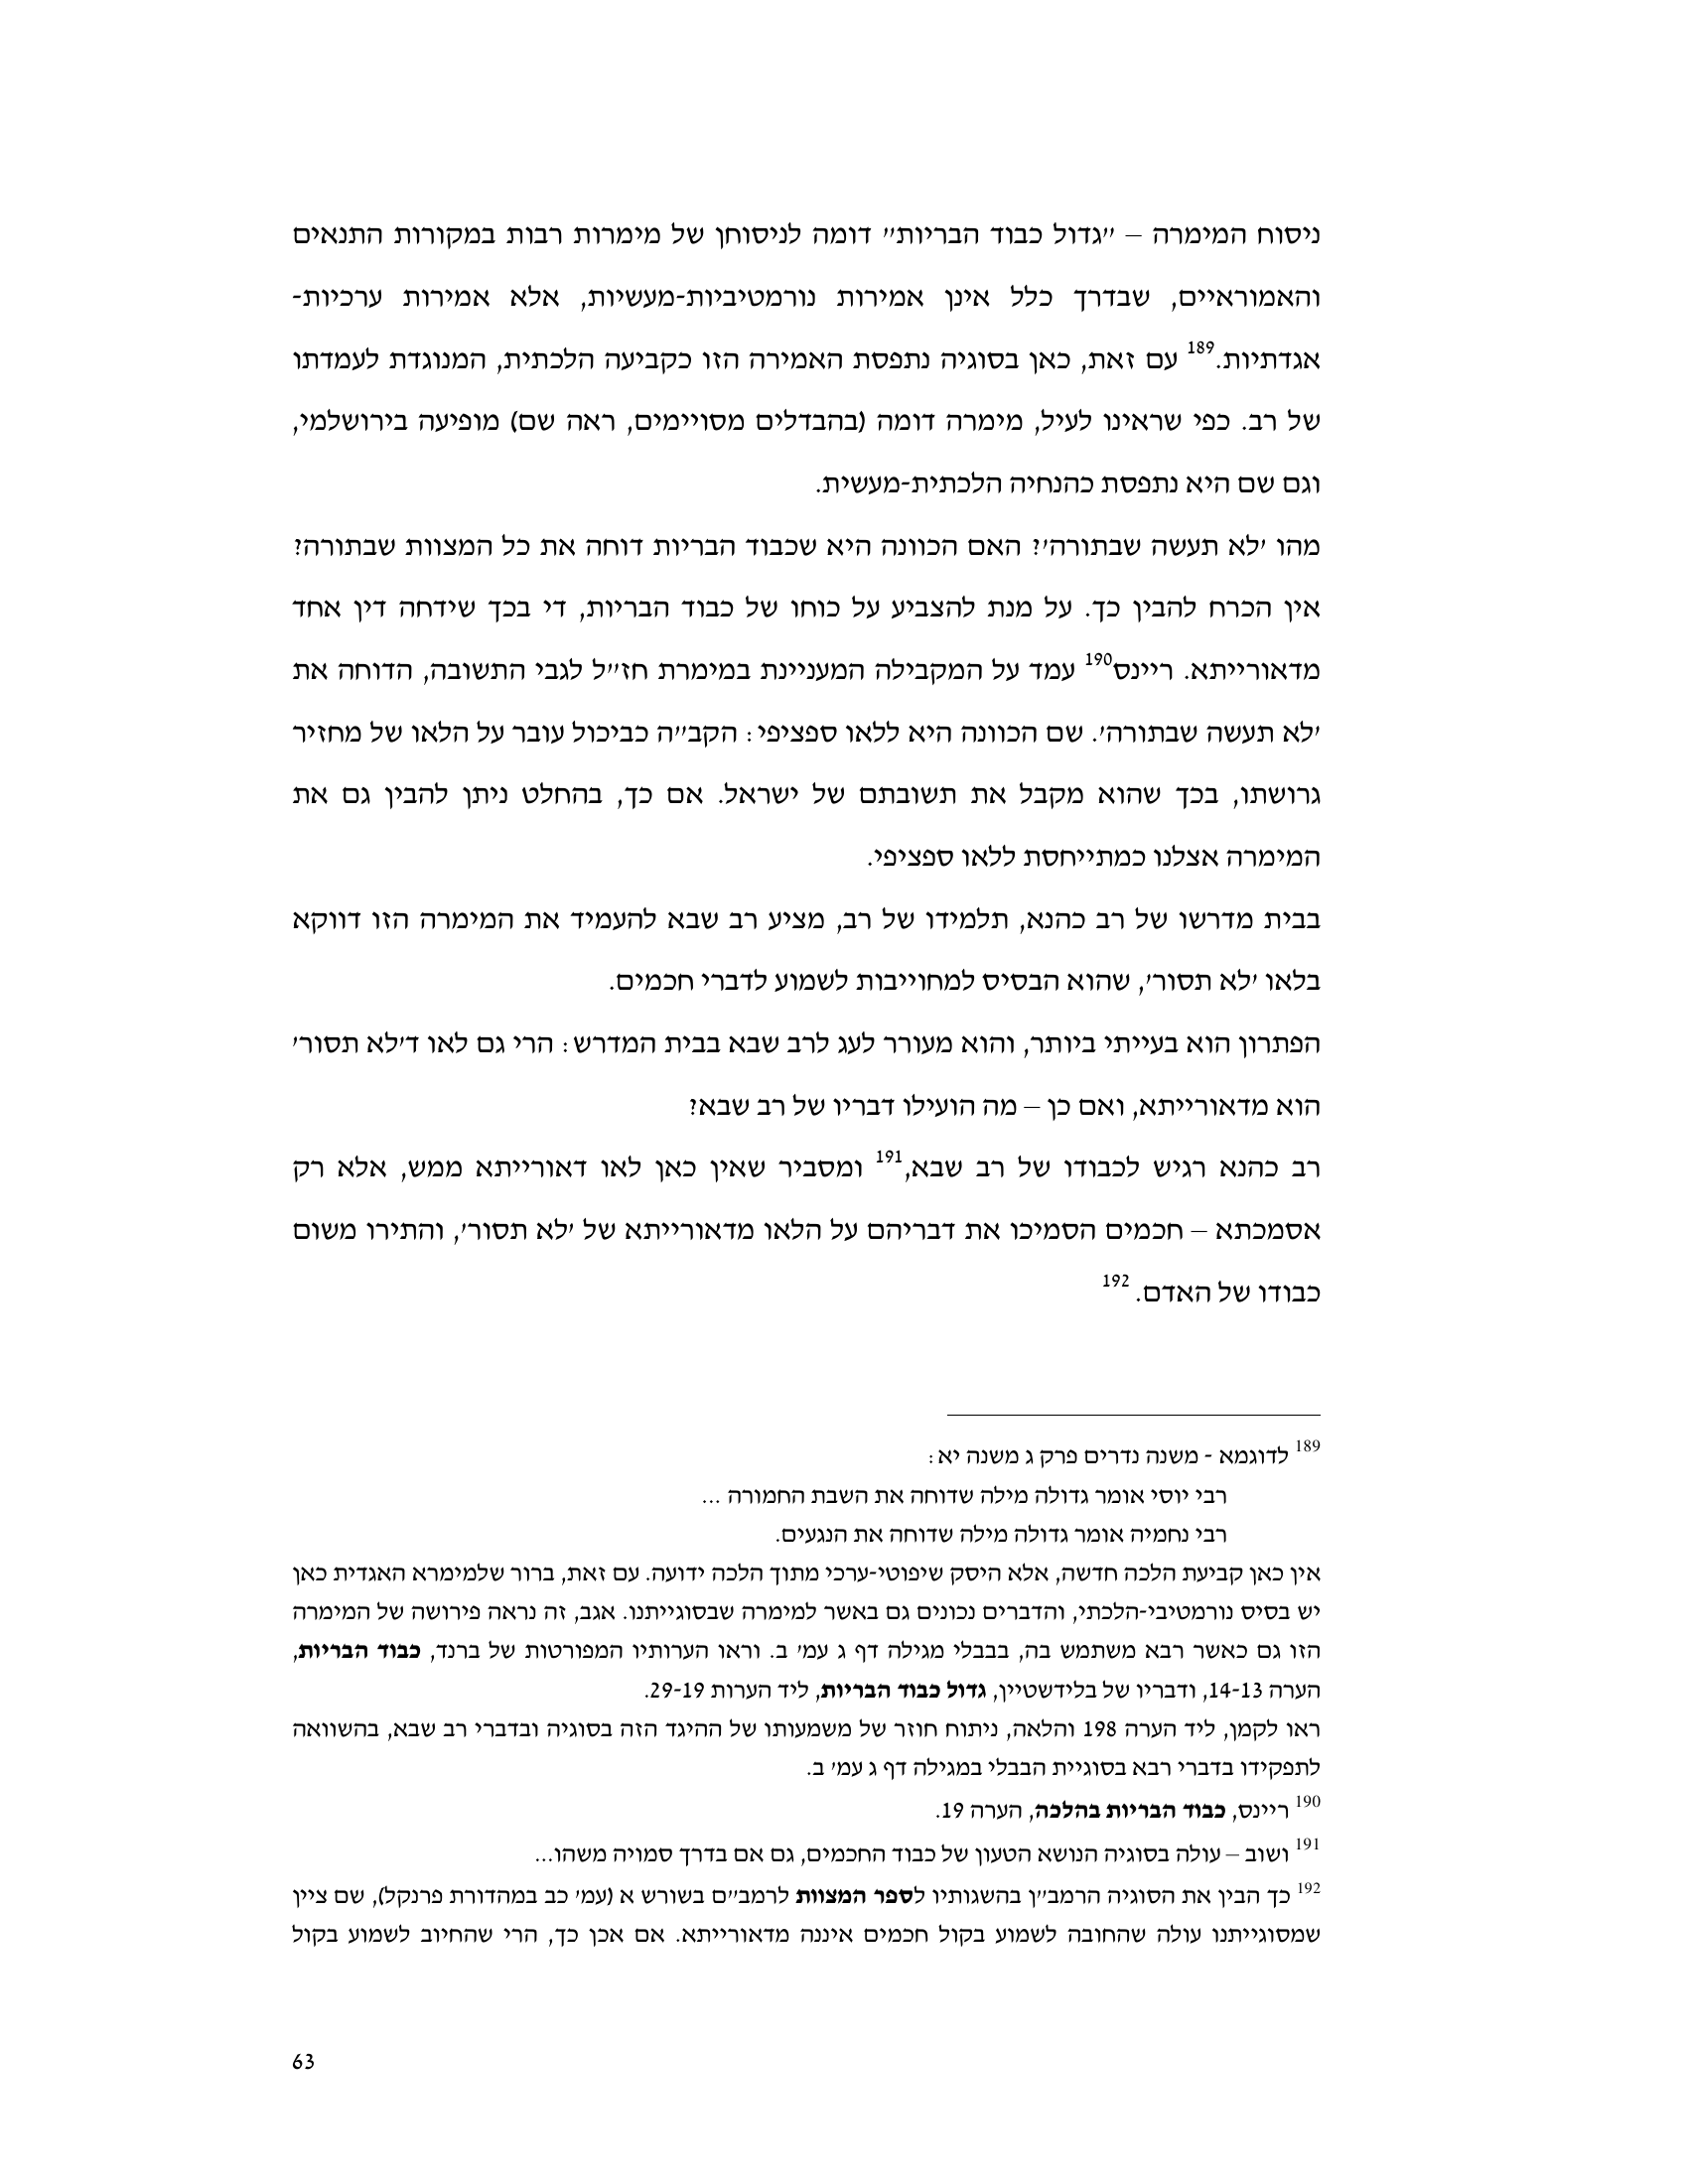 ניסוח המימרה – "גדול כבוד הבריות" דומה לניסוחן של מימרות רבות במקורות התנאים
והאמוראיים, שבדרך כלל אינן אמירות נורמטיביות-מעשיות, אלא אמירות ערכיות-
אגדתיות.189 עם זאת, כאן בסוגיה נתפסת האמירה הזו כקביעה הלכתית, המנוגדת לעמדתו
של רב. כפי שראינו לעיל, מימרה דומה (בהבדלים מסויימים, ראה שם) מופיעה בירושלמי,
וגם שם היא נתפסת כהנחיה הלכתית-מעשית.
מהו 'לא תעשה שבתורה'? האם הכוונה היא שכבוד הבריות דוחה את כל המצוות שבתורה?
אין הכרח להבין כך. על מנת להצביע על כוחו של כבוד הבריות, די בכך שידחה דין אחד
מדאורייתא. ריינס190 עמד על המקבילה המעניינת במימרת חז"ל לגבי התשובה, הדוחה את
'לא תעשה שבתורה'. שם הכוונה היא ללאו ספציפי: הקב"ה כביכול עובר על הלאו של מחזיר
גרושתו, בכך שהוא מקבל את תשובתם של ישראל. אם כך, בהחלט ניתן להבין גם את
המימרה אצלנו כמתייחסת ללאו ספציפי.
בבית מדרשו של רב כהנא, תלמידו של רב, מציע רב שבא להעמיד את המימרה הזו דווקא
בלאו 'לא תסור', שהוא הבסיס למחוייבות לשמוע לדברי חכמים.
הפתרון הוא בעייתי ביותר, והוא מעורר לעג לרב שבא בבית המדרש: הרי גם לאו ד'לא תסור'
הוא מדאורייתא, ואם כן – מה הועילו דבריו של רב שבא?
רב כהנא רגיש לכבודו של רב שבא,191 ומסביר שאין כאן לאו דאורייתא ממש, אלא רק
אסמכתא – חכמים הסמיכו את דבריהם על הלאו מדאורייתא של 'לא תסור', והתירו משום
כבודו של האדם. 192
189 לדוגמא - משנה נדרים פרק ג משנה יא:
רבי יוסי אומר גדולה מילה שדוחה את השבת החמורה ...
רבי נחמיה אומר גדולה מילה שדוחה את הנגעים.
אין כאן קביעת הלכה חדשה, אלא היסק שיפוטי-ערכי מתוך הלכה ידועה. עם זאת, ברור שלמימרא האגדית כאן
יש בסיס נורמטיבי-הלכתי, והדברים נכונים גם באשר למימרה שבסוגייתנו. אגב, זה נראה פירושה של המימרה
הזו גם כאשר רבא משתמש בה, בבבלי מגילה דף ג עמ' ב. וראו הערותיו המפורטות של ברנד, כבוד הבריות,
הערה 14-13, ודבריו של בלידשטיין, גדול כבוד הבריות, ליד הערות 29-19.
ראו לקמן, ליד הערה 198 והלאה, ניתוח חוזר של משמעותו של ההיגד הזה בסוגיה ובדברי רב שבא, בהשוואה
לתפקידו בדברי רבא בסוגיית הבבלי במגילה דף ג עמ' ב.
190 ריינס, כבוד הבריות בהלכה, הערה 19.
191 ושוב – עולה בסוגיה הנושא הטעון של כבוד החכמים, גם אם בדרך סמויה משהו...
192 כך הבין את הסוגיה הרמב"ן בהשגותיו לספר המצוות לרמב"ם בשורש א (עמ' כב במהדורת פרנקל), שם ציין
שמסוגייתנו עולה שהחובה לשמוע בקול חכמים איננה מדאורייתא. אם אכן כך, הרי שהחיוב לשמוע בקול
63